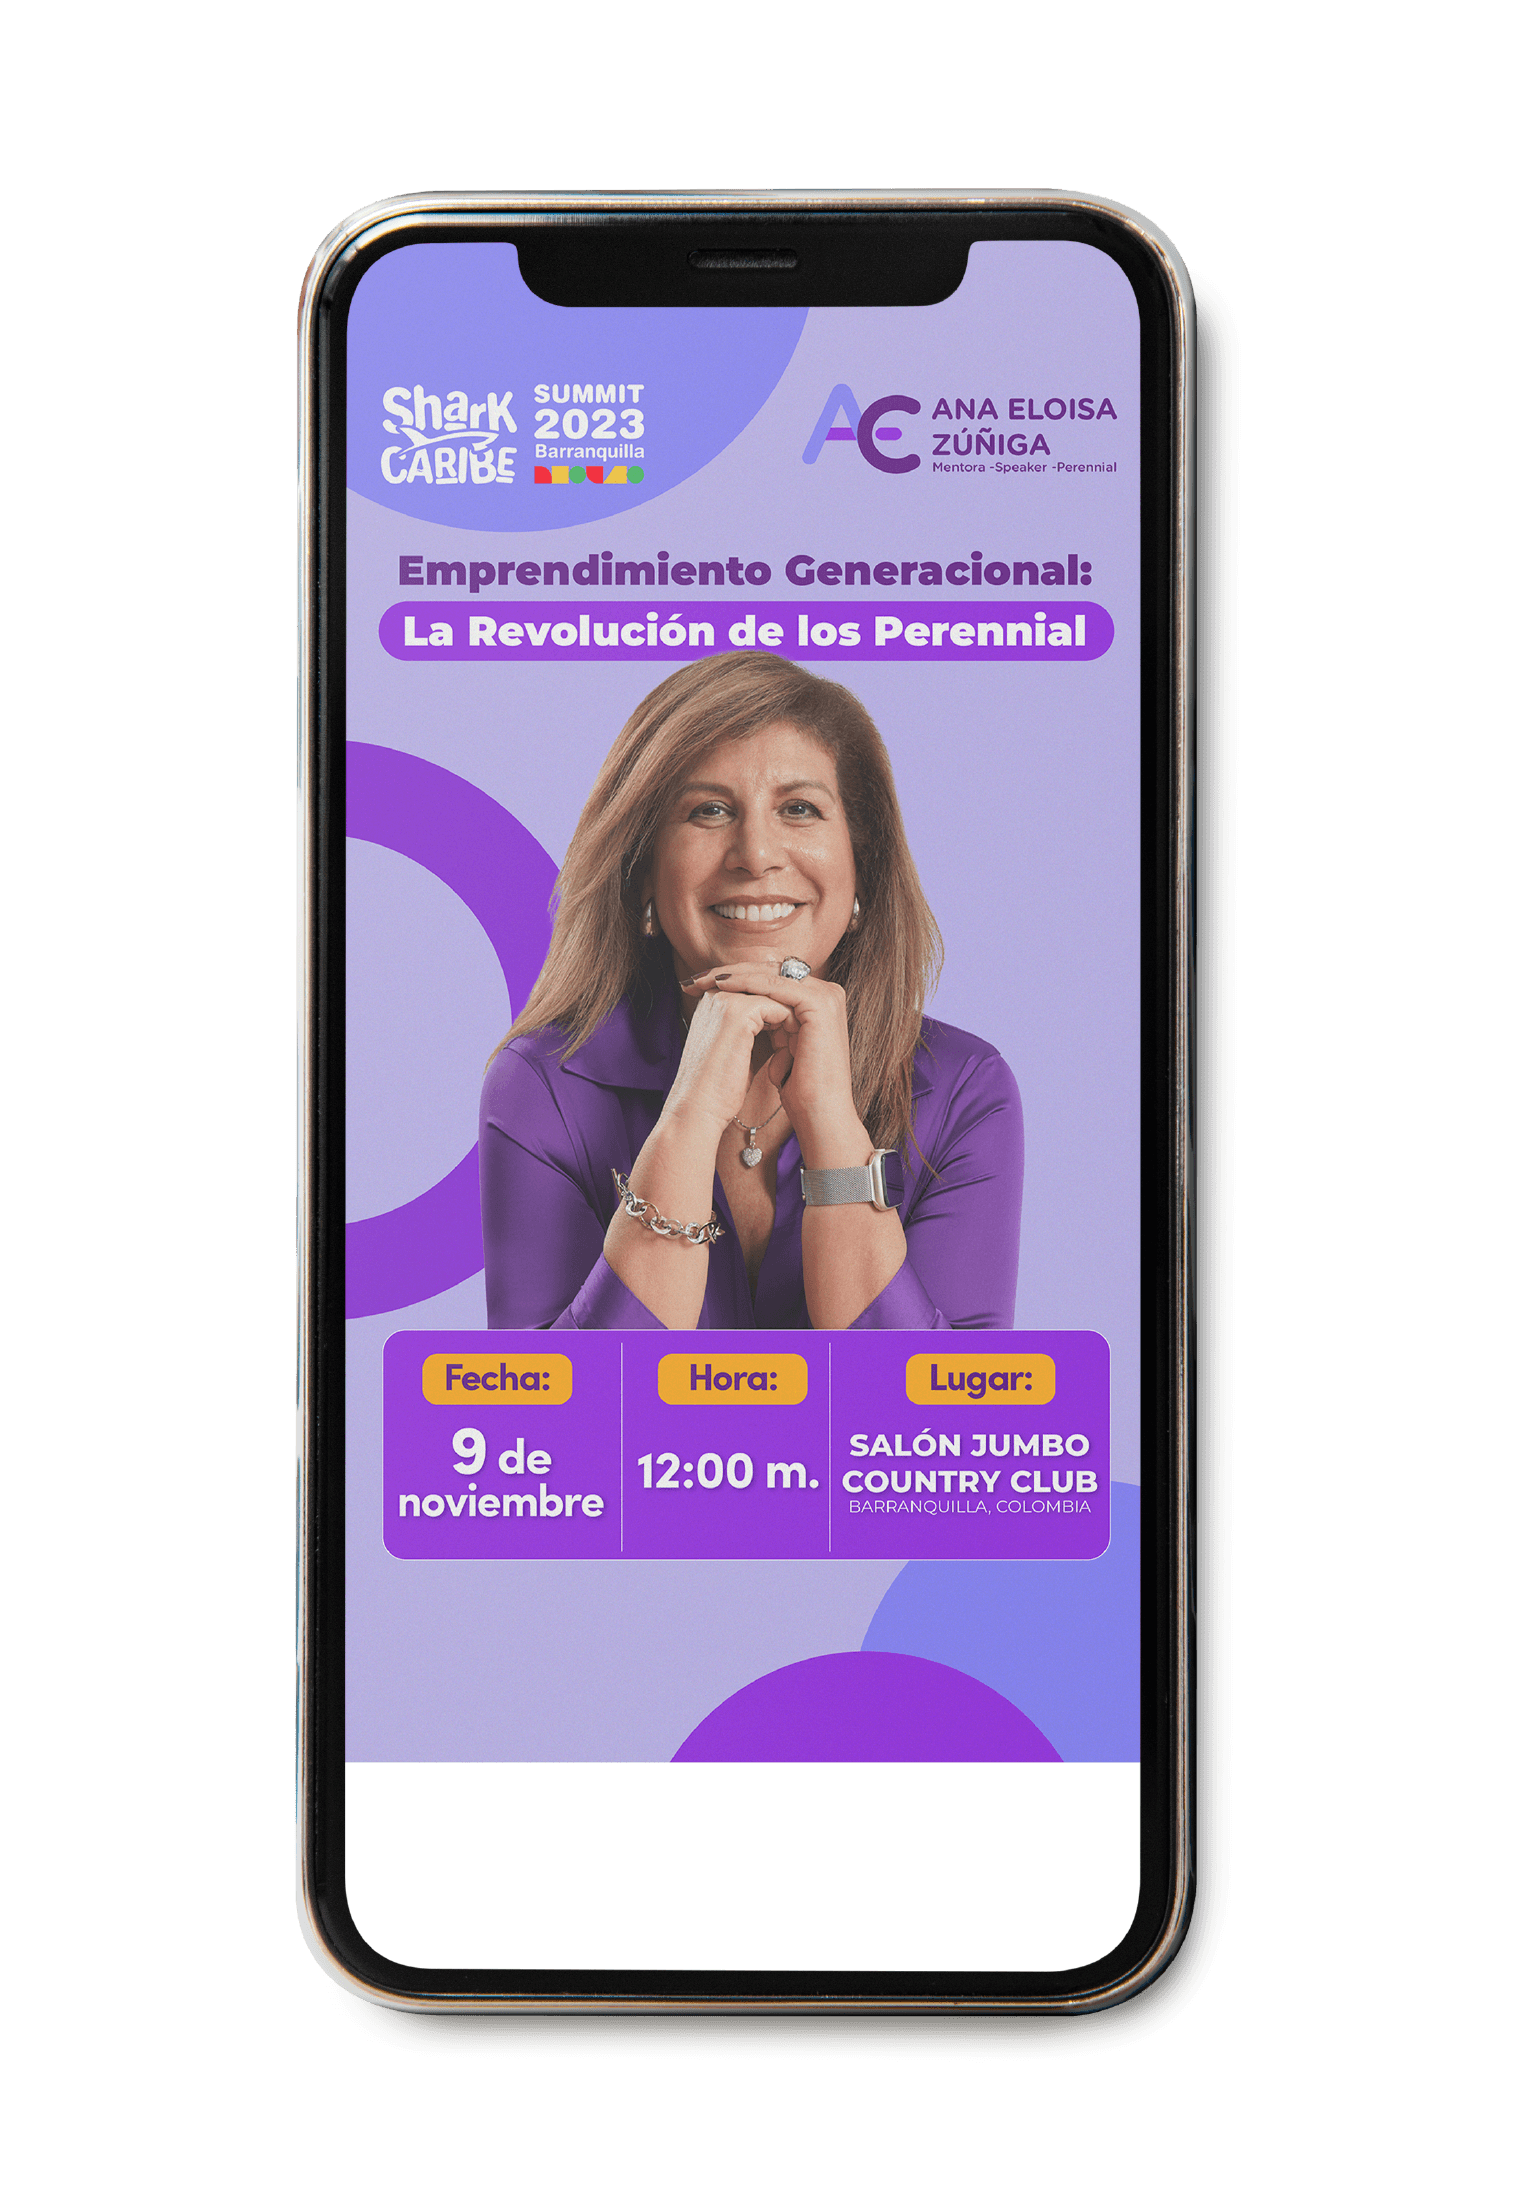 Shark
CARIBE
SUMMIT
2023
Barranquilla
AE
ANA ELOISA
ZÚÑIGA
Mentora -Speaker -Perennial
Emprendimiento Generacional:
La Revolución de los Perennial
Fecha:
9 de
noviembre
Hora:
12:00 m.
Lugar:
SALÓN JUMBO
COUNTRY CLUB
BARRANQUILLA, COLOMBIA